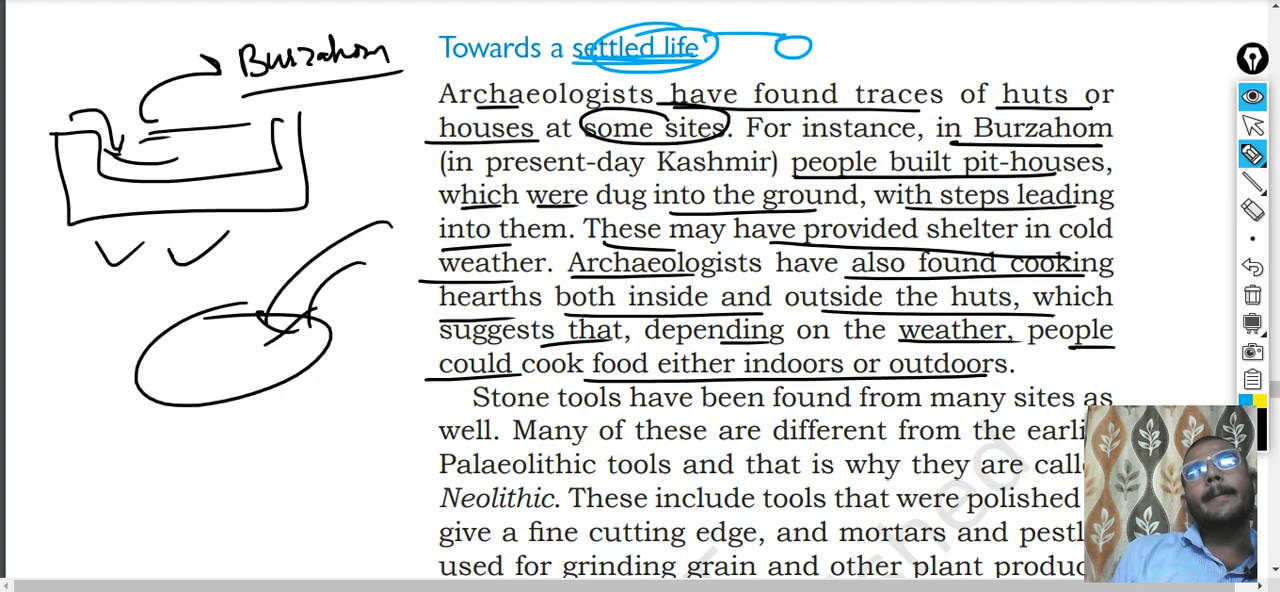 Burzahom
Towards a settled life
Archaeologists have found traces of huts or
houses at some sites. For instance, in Burzahom
(in present-day Kashmir) people built pit-houses,
which were dug into the ground, with steps leading
into them. These may have provided shelter in cold
weather. Archaeologists have also found cooking
hearths both inside and outside the huts, which
suggests that, depending on the weather, people
could cook food either indoors or outdoors.
Stone tools have been found from many sites as
well. Many of these are different from the earli
Palaeolithic tools and that is why they are call
Neolithic. These include tools that were polished
give a fine cutting edge, and mortars and pestl
used for grinding grain and other plant produc